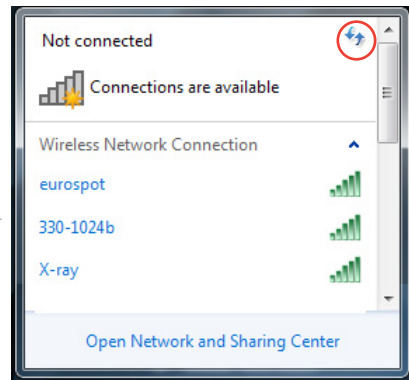 Not connected
Connections are available
Wireless Network Connection
eurospot
330-1024b
X-ray
Open Network and Sharing Center